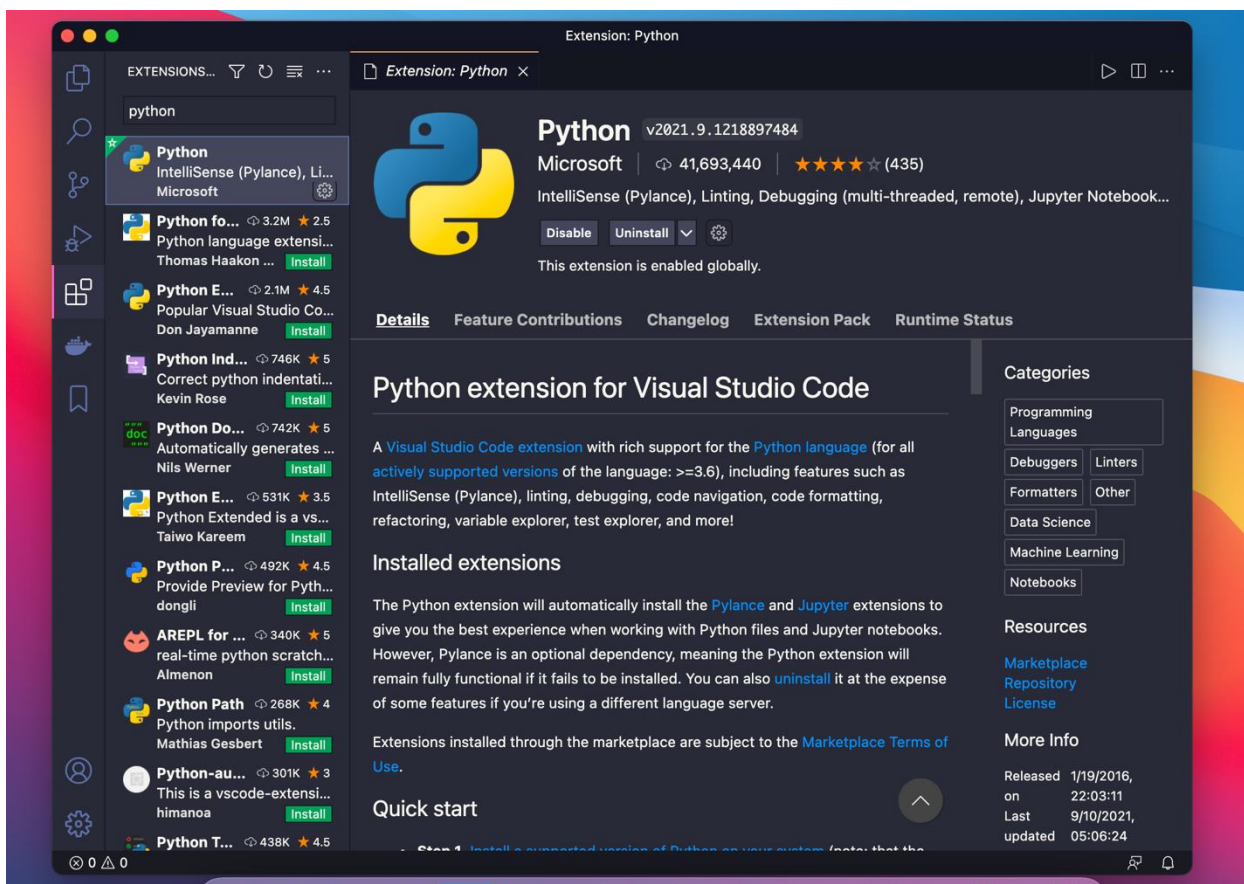 Extension: Python
EXTENSIONS...
python
Python
IntelliSense (Pylance), Li...
Microsoft
Python fo... 3.2M ★ 2.5
Python language extensi...
Thomas Haakon ... Install
Python E... 2.1M ★ 4.5
Popular Visual Studio Co...
Don Jayamanne Install
Python Ind... 746K ★ 5
Correct python indentati...
Kevin Rose Install
doc
Python Do... 742K ★ 5
Automatically generates ...
Nils Werner Install
Python E... 531K ★ 3.5
Python Extended is a vs...
Taiwo Kareem Install
Python P... 492K ★ 4.5
Provide Preview for Pyth...
dongli Install
AREPL for ... 340K ★ 5
real-time python scratch...
Almenon Install
Python Path 268K ★ 4
Python imports utils.
Mathias Gesbert Install
Python-au... 301K ★ 3
This is a vscode-extensi...
himanoa Install
Python T... 438K ★ 4.5
Extension: Python
Python v2021.9.1218897484
Microsoft 41,693,440 ★★★★☆ (435)
IntelliSense (Pylance), Linting, Debugging (multi-threaded, remote), Jupyter Notebook...
Disable Uninstall
This extension is enabled globally.
Details Feature Contributions Changelog Extension Pack Runtime Status
Python extension for Visual Studio Code
A Visual Studio Code extension with rich support for the Python language (for all
actively supported versions of the language: >=3.6), including features such as
IntelliSense (Pylance), linting, debugging, code navigation, code formatting,
refactoring, variable explorer, test explorer, and more!
Installed extensions
The Python extension will automatically install the Pylance and Jupyter extensions to
give you the best experience when working with Python files and Jupyter notebooks.
However, Pylance is an optional dependency, meaning the Python extension will
remain fully functional if it fails to be installed. You can also uninstall it at the expense
of some features if you're using a different language server.
Extensions installed through the marketplace are subject to the Marketplace Terms of
Use.
Quick start
• Step 1. Install a supported version of Python on your system (note: that the
Categories
Programming
Languages
Debuggers Linters
Formatters Other
Data Science
Machine Learning
Notebooks
Resources
Marketplace
Repository
License
More Info
Released 1/19/2016,
on 22:03:11
Last 9/10/2021,
updated 05:06:24
0 0